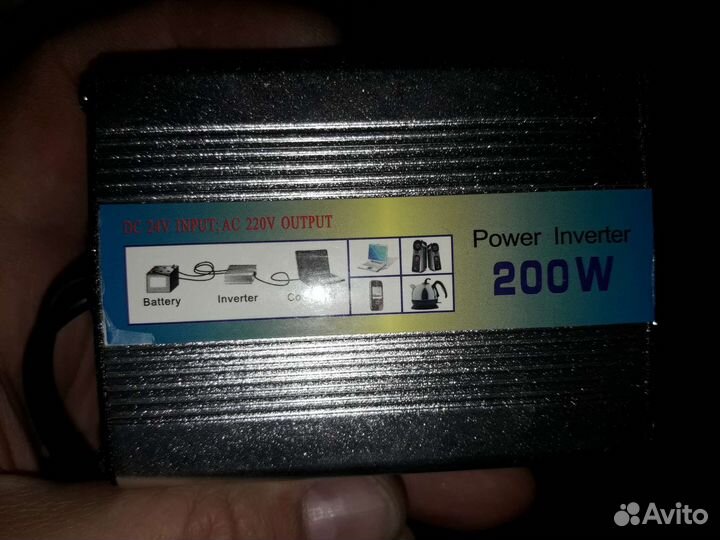 DC 24V INPUT; AC 220V OUTPUT
Power Inverter
200W
Battery
Inverter
Avito